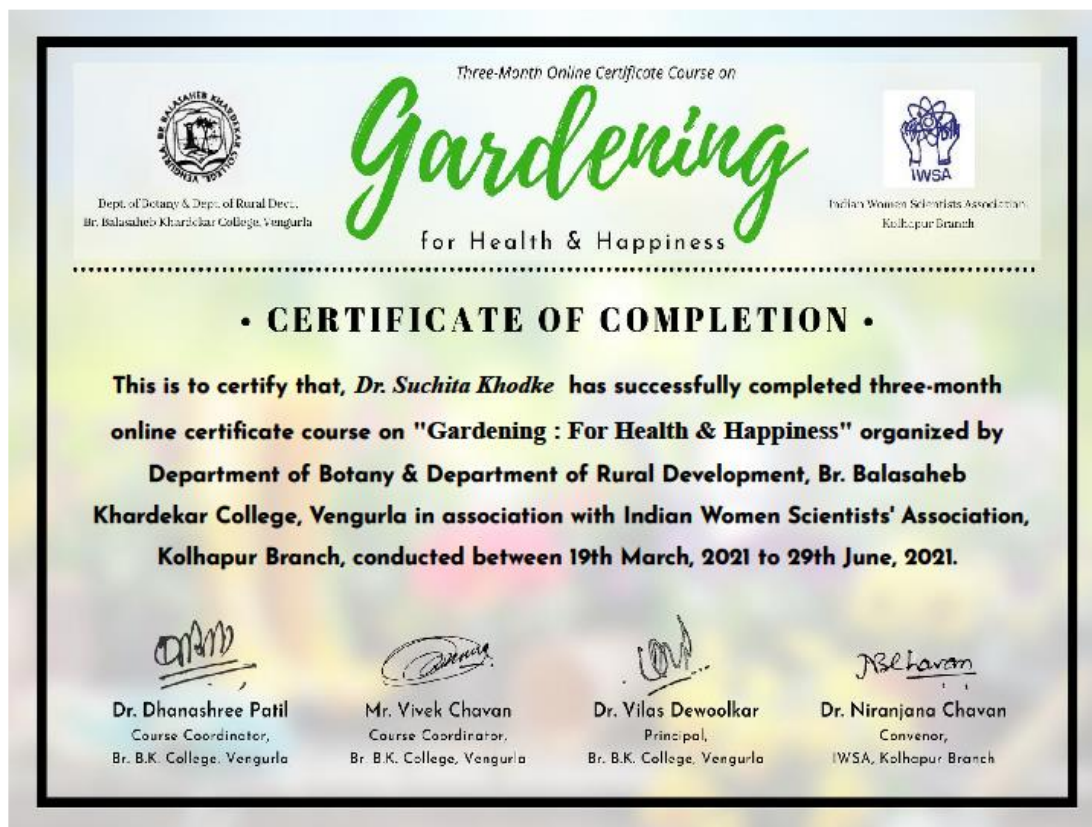 Three-Month Online Certificate Course on
Gardening
for Health & Happiness
BR BALASAHEB KHARDEKAR COLLEGE, VENGURLA
Dept. of Botany & Dept. of Rural Devt.,
Br. Balasaheb Khardekar College, Vengurla
IWSA
Indian Women Scientists Association,
Kolhapur Branch
• CERTIFICATE OF COMPLETION •
This is to certify that, Dr. Suchita Khodke has successfully completed three-month
online certificate course on "Gardening : For Health & Happiness" organized by
Department of Botany & Department of Rural Development, Br. Balasaheb
Khardekar College, Vengurla in association with Indian Women Scientists' Association,
Kolhapur Branch, conducted between 19th March, 2021 to 29th June, 2021.
Dr. Dhanashree Patil
Course Coordinator,
Br. B.K. College, Vengurla
Mr. Vivek Chavan
Course Coordinator,
Br. B.K. College, Vengurla
Dr. Vilas Dewoolkar
Principal,
Br. B.K. College, Vengurla
NBChavan
Dr. Niranjana Chavan
Convenor,
IWSA, Kolhapur Branch